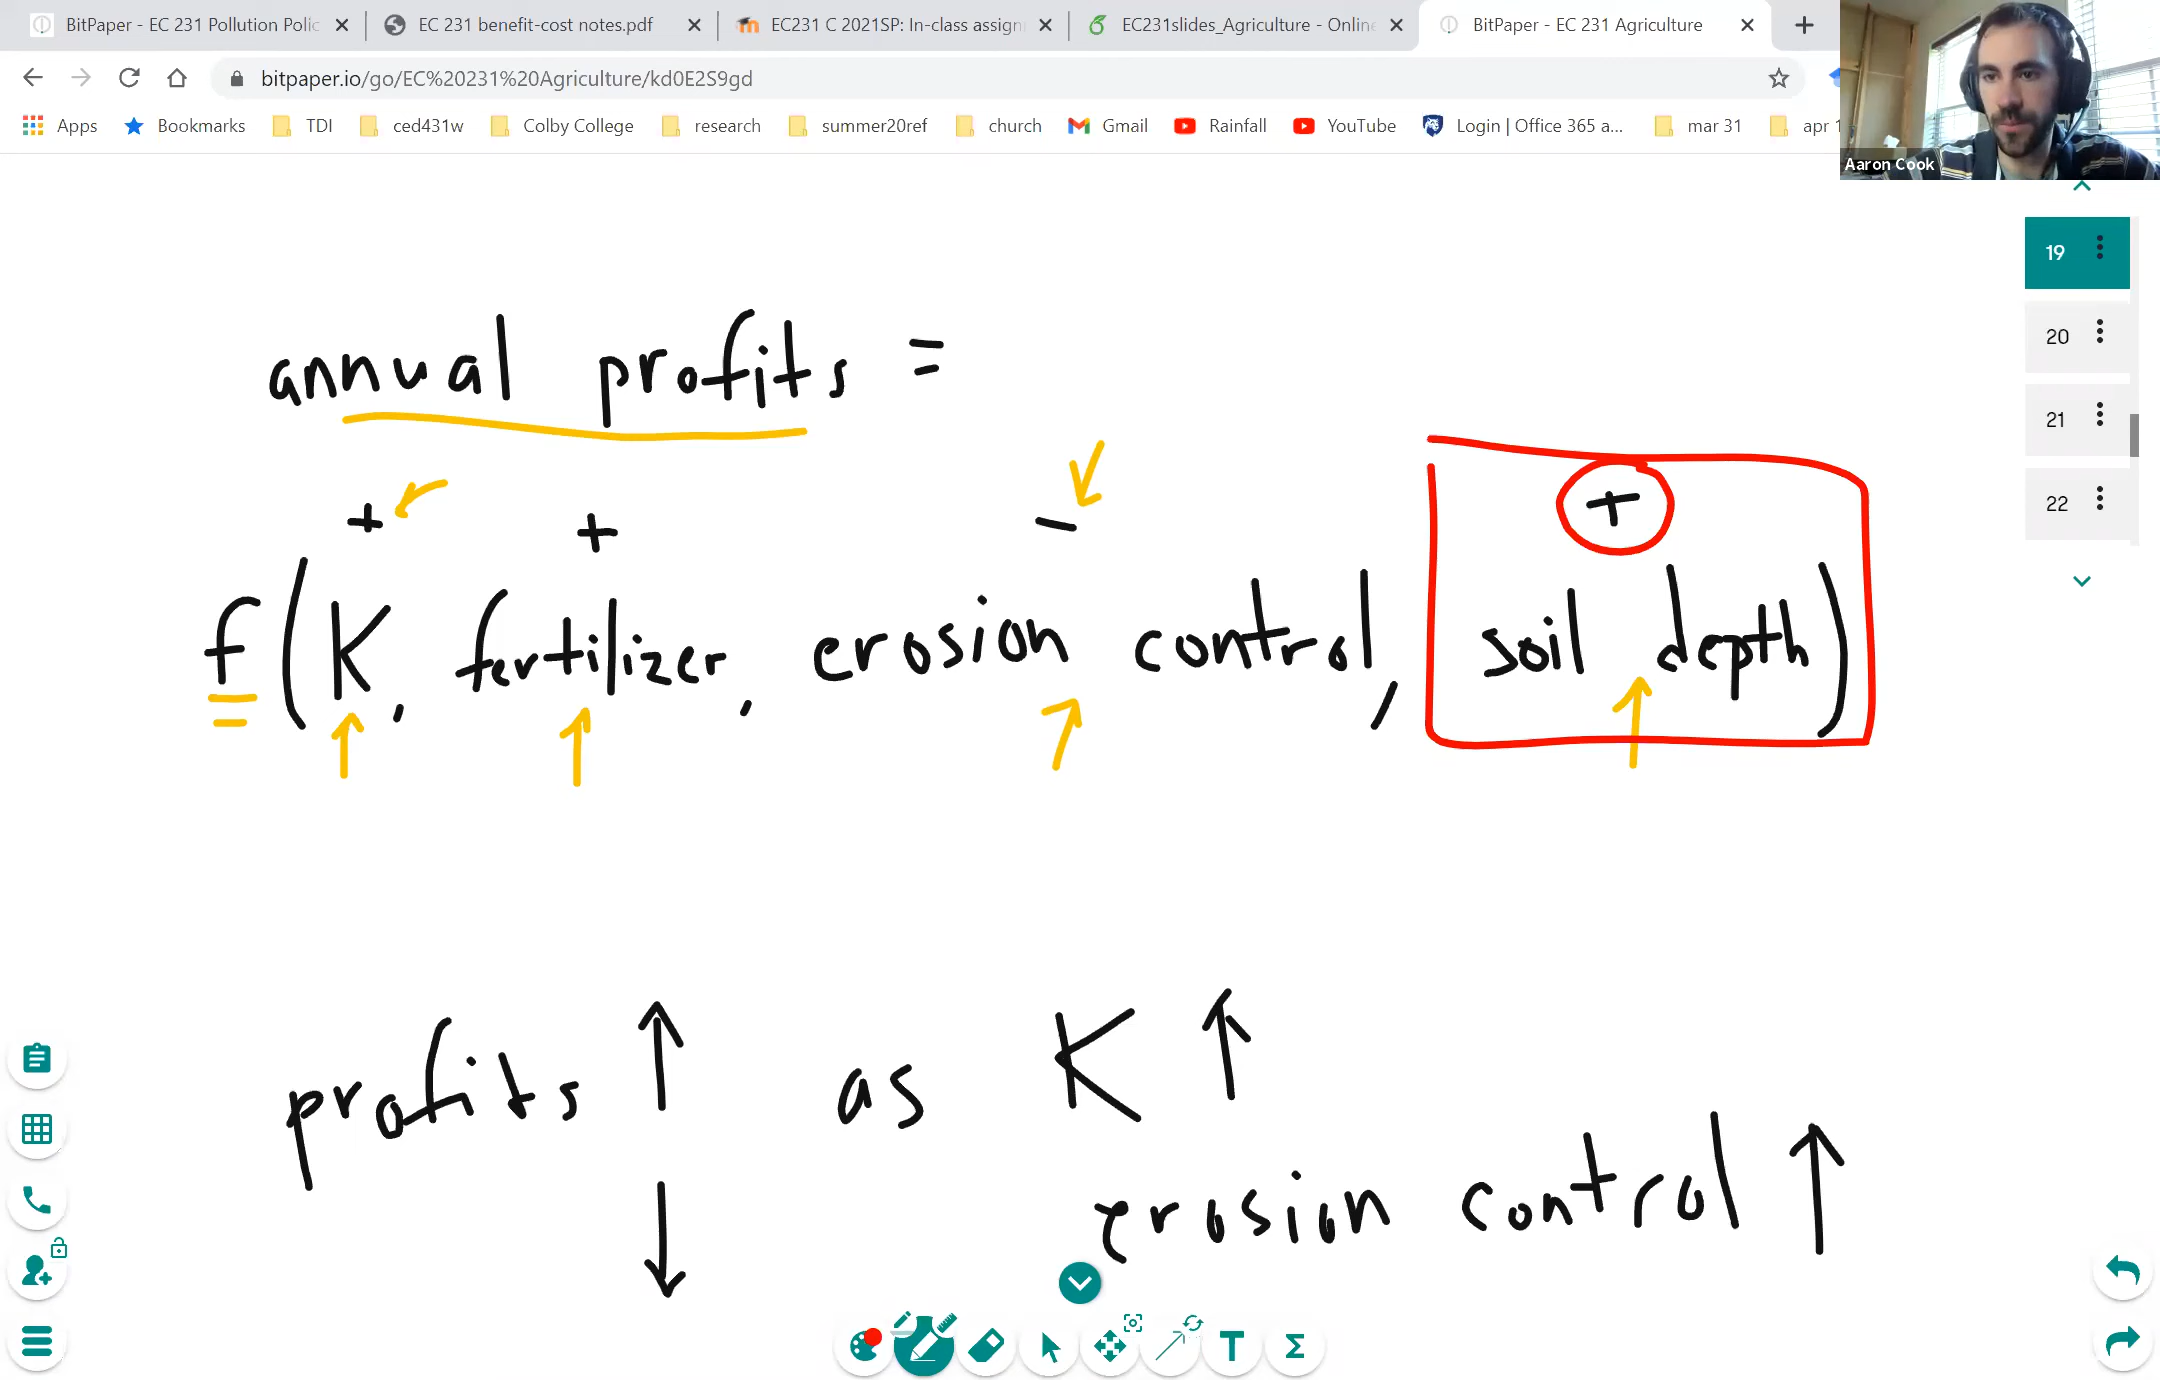 BitPaper - EC 231 Pollution Polic
EC 231 benefit-cost notes.pdf
EC231 C 2021SP: In-class assignm
EC231slides_Agriculture - Online
BitPaper - EC 231 Agriculture
bitpaper.io/go/EC%20231%20Agriculture/kd0E2S9gd
Apps Bookmarks TDI ced431w Colby College research summer20ref church Gmail Rainfall YouTube Login | Office 365 a... mar 31 apr 1
Aaron Cook
19
20
21
22
annual profits =
+ + - +
f(K, fertilizer, erosion control, soil depth)
profits ↑ as K ↑
↓ erosion control ↑
T Σ